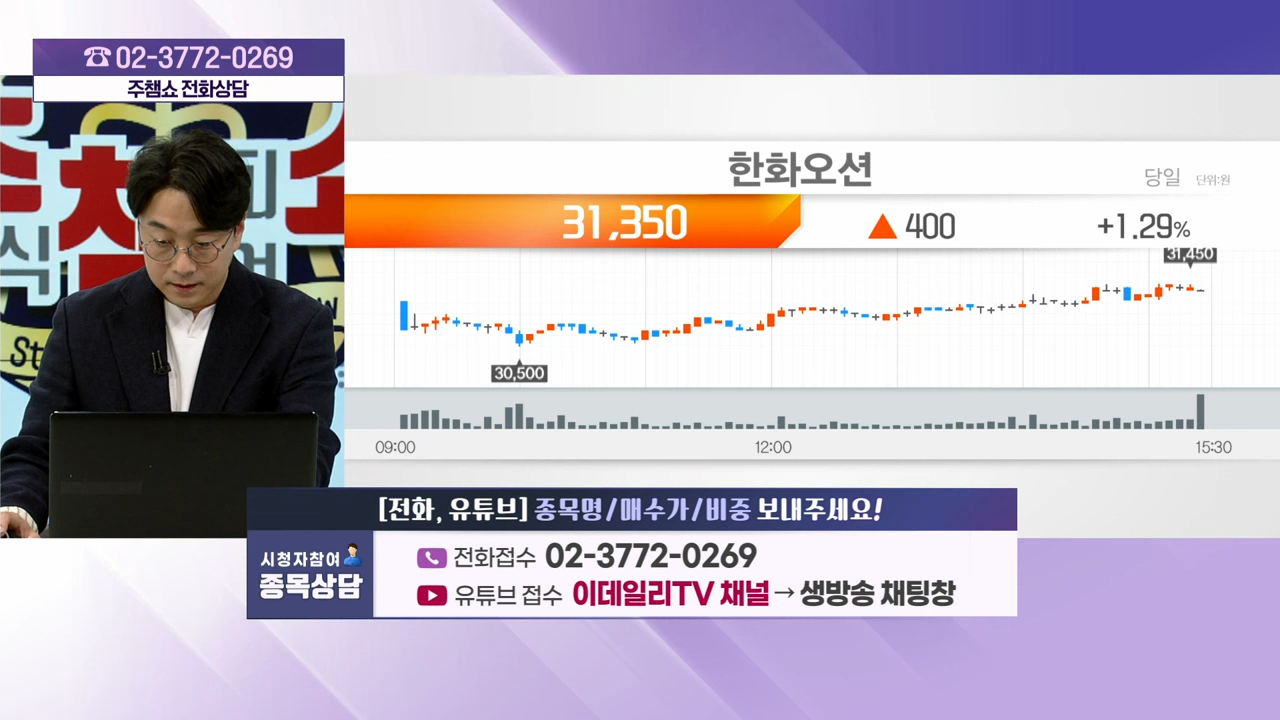 ☎02-3772-0269
주챔쇼 전화상담
식
St
한화오션
당일 단위:원
31,350 ▲ 400 +1.29%
31,450
30,500
09:00 12:00 15:30
[전화, 유튜브] 종목명/매수가/비중 보내주세요!
시청자참여
종목상담
전화접수 02-3772-0269
유튜브 접수 이데일리TV 채널→생방송 채팅창